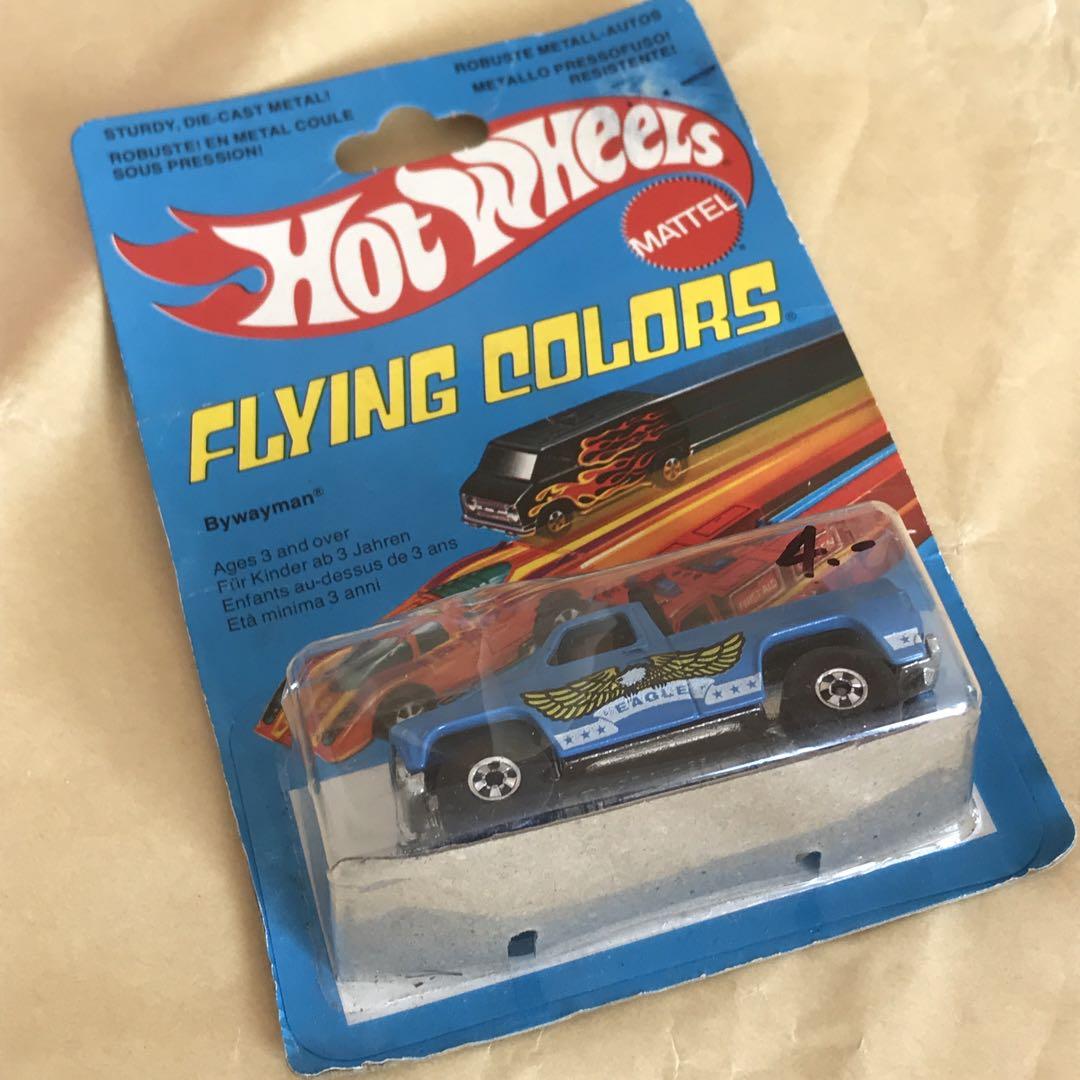 STURDY, DIE-CAST METAL!
ROBUSTE! EN METAL COULE
SOUS PRESSION!
ROBUSTE METALL-AUTOS
METALLO PRESSOFUSO!
RESISTENTE!
HOT WHEELS
MATTEL
FLYING COLORS®
Bywayman®
Ages 3 and over
Für Kinder ab 3 Jahren
Enfants au-dessus de 3 ans
Età minima 3 anni
4.-
FIRST AID
EAGLE